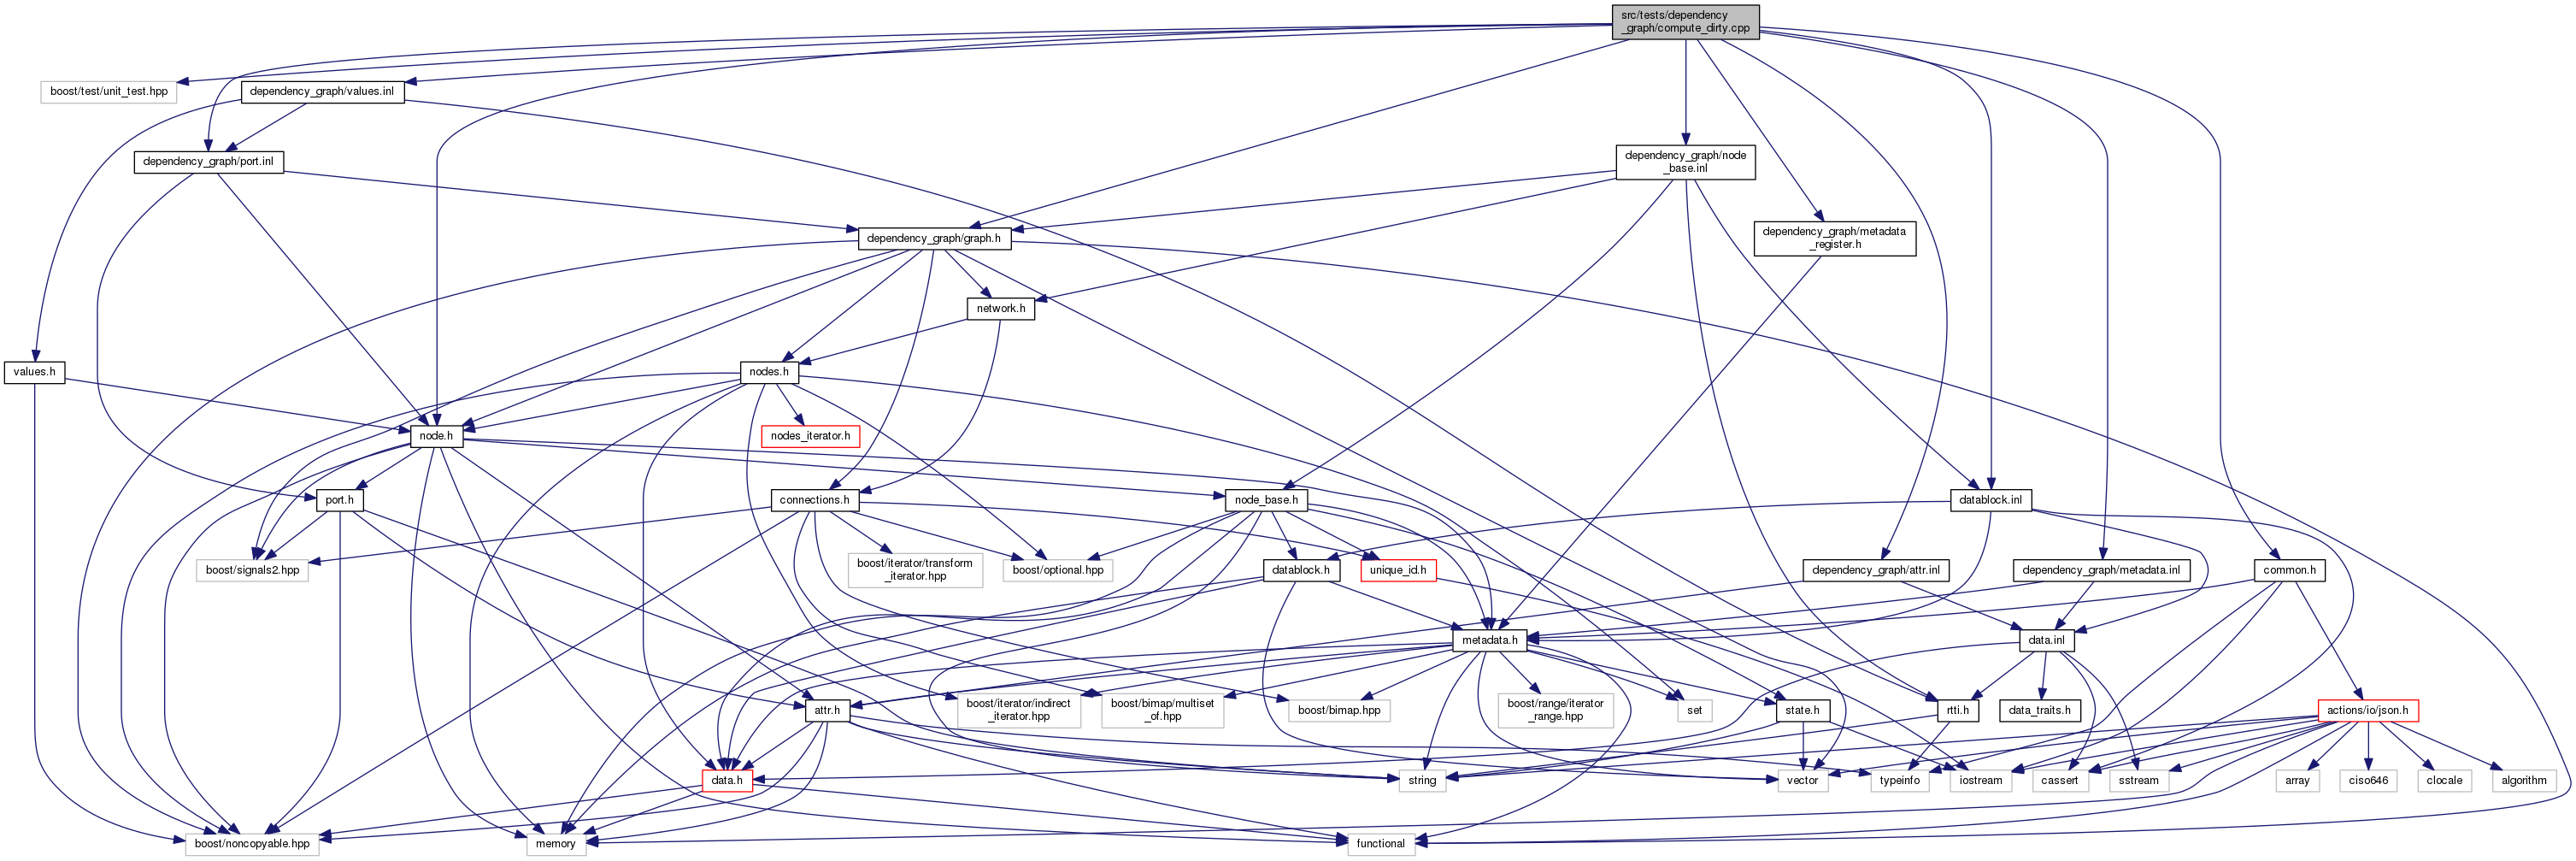 src/tests/dependency
_graph/compute_dirty.cpp
boost/test/unit_test.hpp
dependency_graph/values.inl
dependency_graph/port.inl
dependency_graph/node
_base.inl
dependency_graph/graph.h
dependency_graph/metadata
_register.h
network.h
values.h
nodes.h
node.h
nodes_iterator.h
port.h
connections.h
node_base.h
datablock.inl
boost/signals2.hpp
boost/iterator/transform
_iterator.hpp
boost/optional.hpp
datablock.h
unique_id.h
dependency_graph/attr.inl
dependency_graph/metadata.inl
common.h
metadata.h
data.inl
attr.h
boost/iterator/indirect
_iterator.hpp
boost/bimap/multiset
_of.hpp
boost/bimap.hpp
boost/range/iterator
_range.hpp
set
state.h
rtti.h
data_traits.h
actions/io/json.h
data.h
string
vector
typeinfo
iostream
cassert
sstream
array
ciso646
clocale
algorithm
boost/noncopyable.hpp
memory
functional